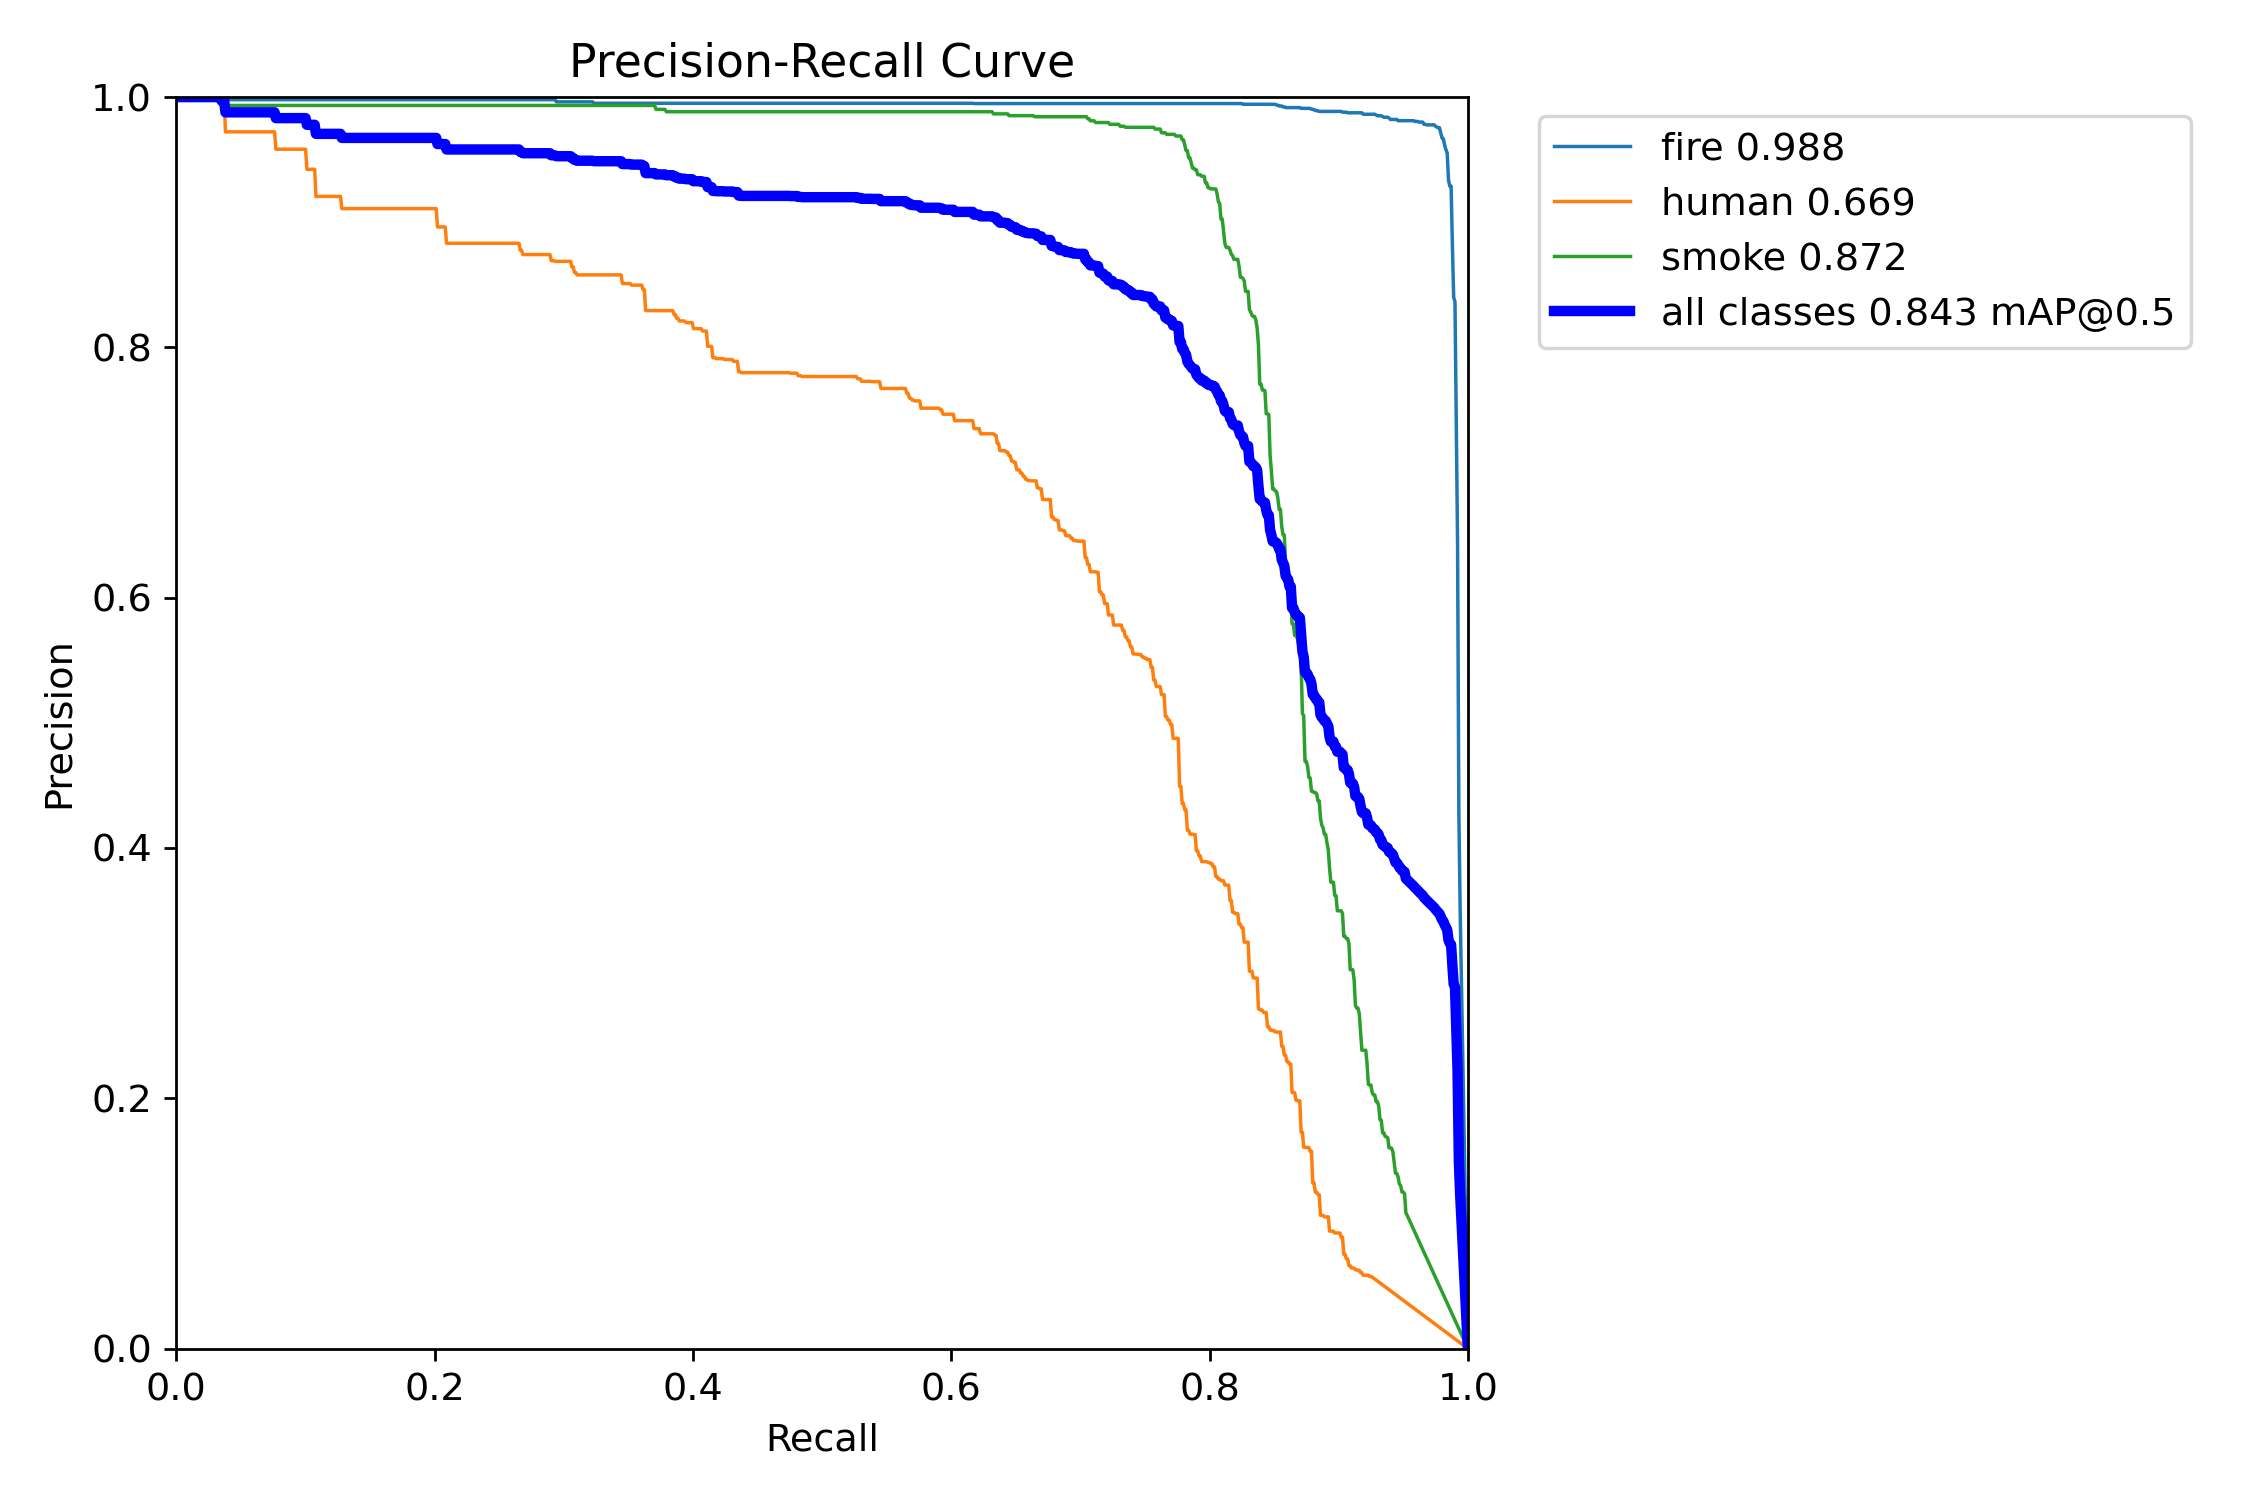 Precision-Recall Curve
1.0
0.8
0.6
0.4
0.2
0.0
Precision
0.0 0.2 0.4 0.6 0.8 1.0
Recall
fire 0.988
human 0.669
smoke 0.872
all classes 0.843 mAP@0.5